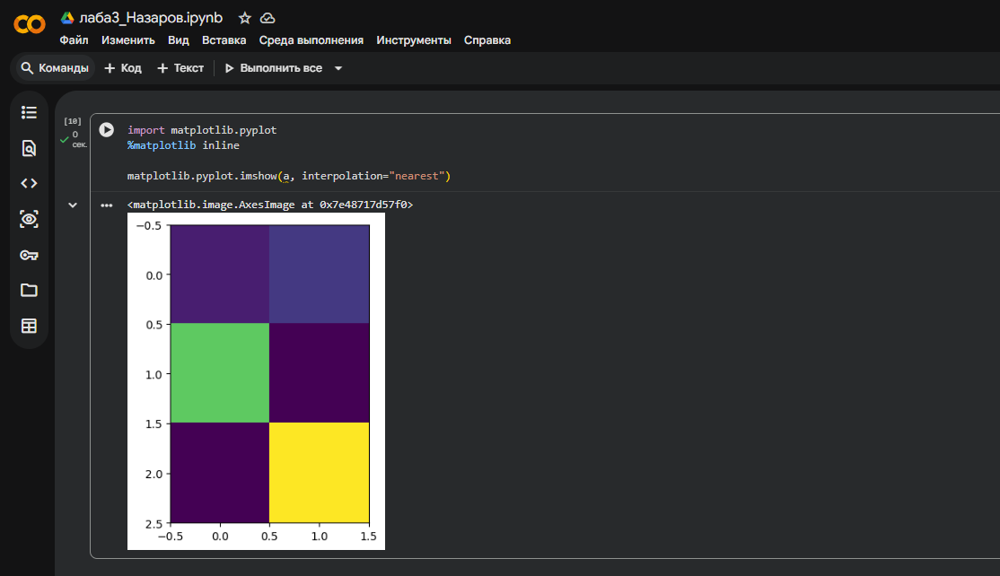 лаба3_Назаров.ipynb
Файл Изменить Вид Вставка Среда выполнения Инструменты Справка
Команды + Код + Текст Выполнить все
[10]
0
сек.
import matplotlib.pyplot
%matplotlib inline
matplotlib.pyplot.imshow(a, interpolation="nearest")
<matplotlib.image.AxesImage at 0x7e48717d57f0>
−0.5
0.0
0.5
1.0
1.5
2.0
2.5
−0.5 0.0 0.5 1.0 1.5